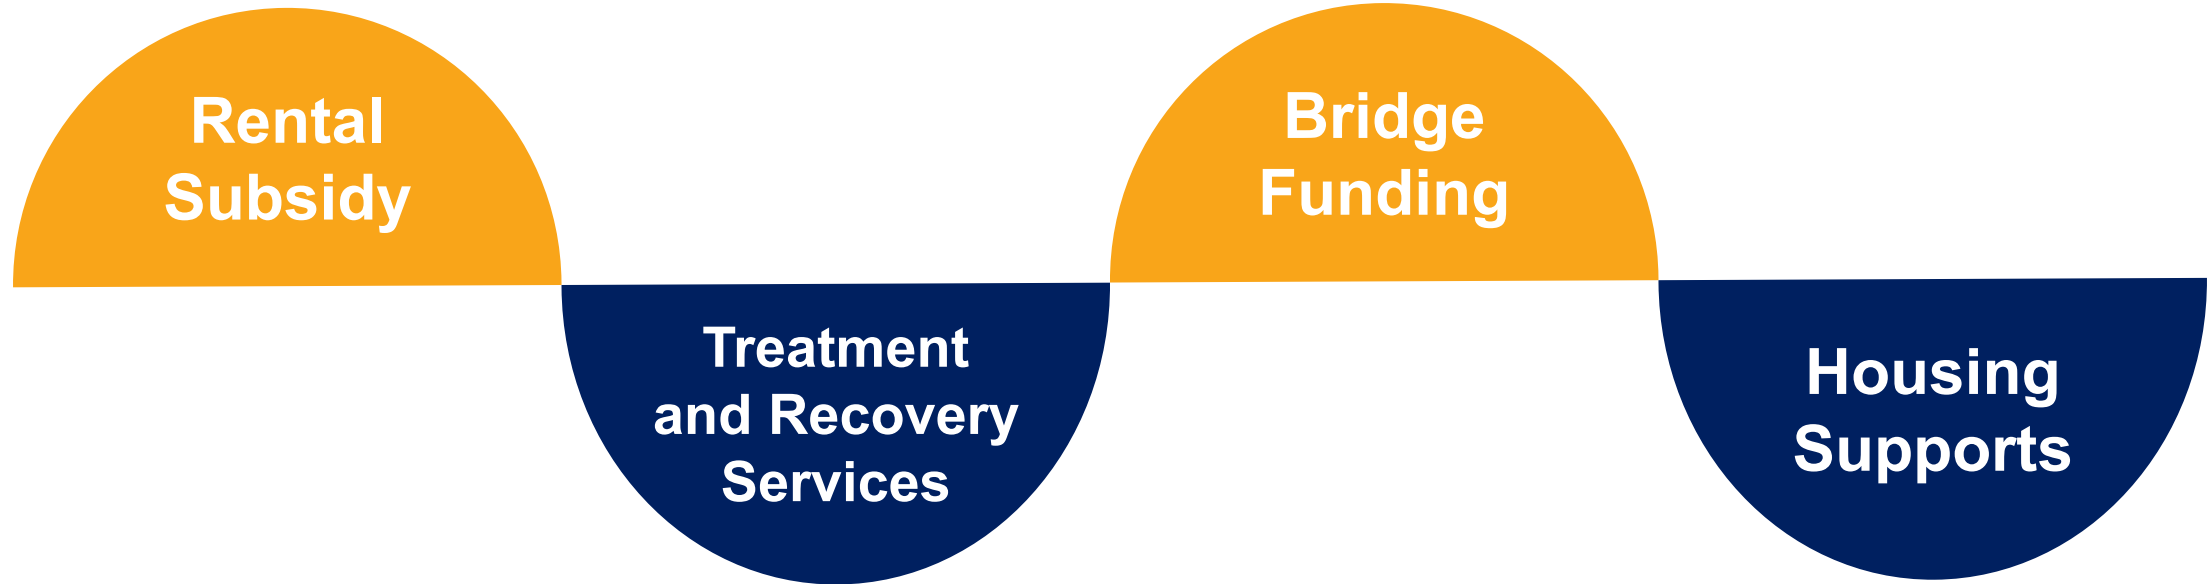 Rental
Subsidy
Treatment
and Recovery
Services
Bridge
Funding
Housing
Supports